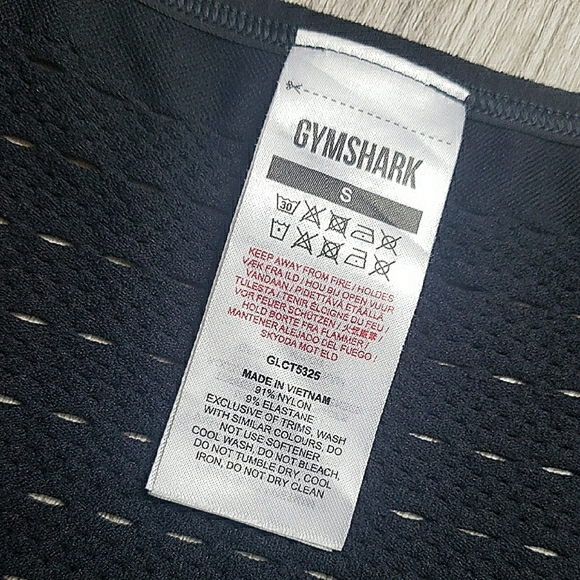 GYMSHARK
S
30
KEEP AWAY FROM FIRE / HOLDES
VÆK FRA ILD / HOU BIJ OPEN VUUR
VANDAAN / PIDETTÄVÄ ETÄÄLLÄ
TULESTA / TENIR ÉLOIGNÉ DU FEU /
VOR FEUER SCHÜTZEN / 火気厳禁 /
HOLD BORTE FRA FLAMMER /
MANTENER ALEJADO DEL FUEGO /
SKYDDA MOT ELD
GLCT5325
MADE IN VIETNAM
91% NYLON
9% ELASTANE
EXCLUSIVE OF TRIMS, WASH
WITH SIMILAR COLOURS, DO
NOT USE SOFTENER
COOL WASH, DO NOT BLEACH,
DO NOT TUMBLE DRY, COOL
IRON, DO NOT DRY CLEAN